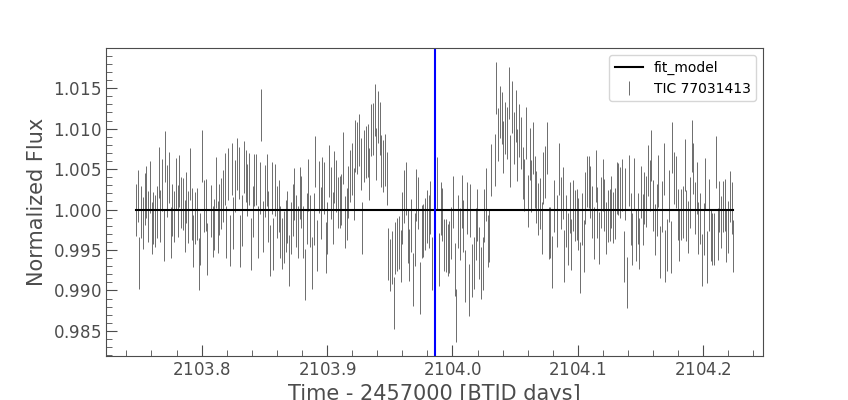 fit_model
TIC 77031413
1.015
1.010
1.005
1.000
0.995
0.990
0.985
Normalized Flux
2103.8 2103.9 2104.0 2104.1 2104.2
Time - 2457000 [BTJD days]